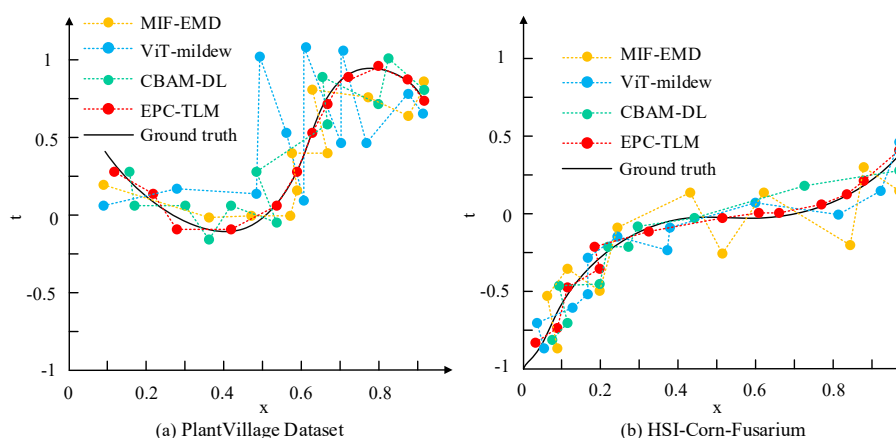 MIF-EMD
ViT-mildew
CBAM-DL
EPC-TLM
Ground truth
1
0.5
0
-0.5
-1
t
0
0.2
0.4
0.6
0.8
x
(a) PlantVillage Dataset
MIF-EMD
ViT-mildew
CBAM-DL
EPC-TLM
Ground truth
1
0.5
0
-0.5
-1
t
0
0.2
0.4
0.6
0.8
x
(b) HSI-Corn-Fusarium